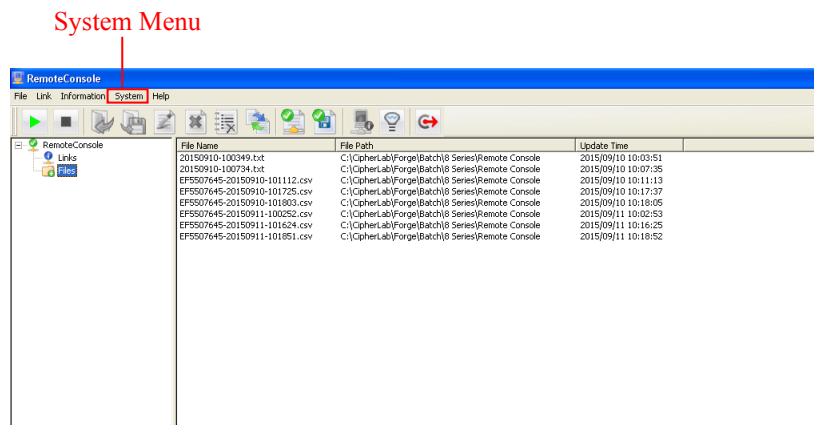 System Menu
RemoteConsole
File Link Information System Help
RemoteConsole
Links
Files
File Name File Path Update Time
20150910-100349.txt C:\CipherLab\Forge\Batch\8 Series\Remote Console 2015/09/10 10:03:51
20150910-100734.txt C:\CipherLab\Forge\Batch\8 Series\Remote Console 2015/09/10 10:07:35
EF5507645-20150910-101112.csv C:\CipherLab\Forge\Batch\8 Series\Remote Console 2015/09/10 10:11:13
EF5507645-20150910-101725.csv C:\CipherLab\Forge\Batch\8 Series\Remote Console 2015/09/10 10:17:37
EF5507645-20150910-101803.csv C:\CipherLab\Forge\Batch\8 Series\Remote Console 2015/09/10 10:18:05
EF5507645-20150911-100252.csv C:\CipherLab\Forge\Batch\8 Series\Remote Console 2015/09/11 10:02:53
EF5507645-20150911-101624.csv C:\CipherLab\Forge\Batch\8 Series\Remote Console 2015/09/11 10:16:25
EF5507645-20150911-101851.csv C:\CipherLab\Forge\Batch\8 Series\Remote Console 2015/09/11 10:18:52